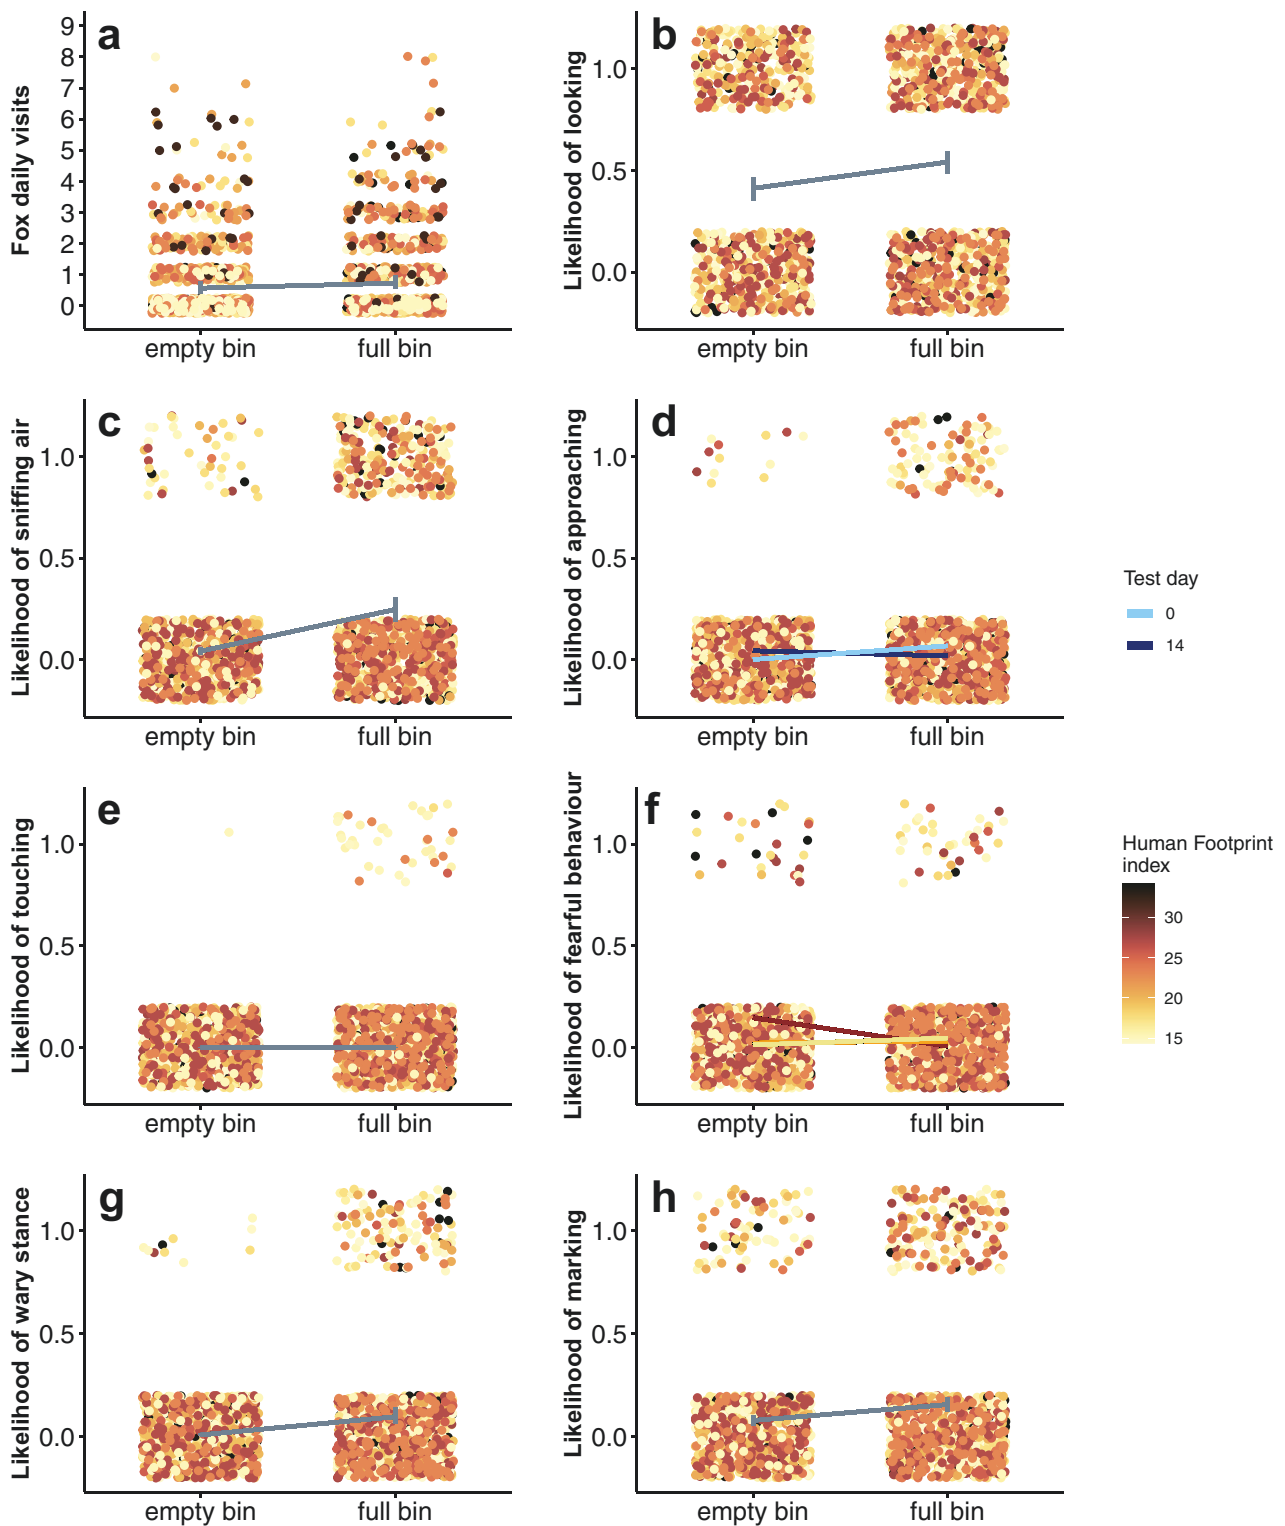 a
Fox daily visits
9
8
7
6
5
4
3
2
1
0
empty bin
full bin
b
Likelihood of looking
1.0
0.5
0.0
empty bin
full bin
c
Likelihood of sniffing air
1.0
0.5
0.0
empty bin
full bin
d
Likelihood of approaching
1.0
0.5
0.0
empty bin
full bin
Test day
0
14
e
Likelihood of touching
1.0
0.5
0.0
empty bin
full bin
f
Likelihood of fearful behaviour
1.0
0.5
0.0
empty bin
full bin
Human Footprint
index
30
25
20
15
g
Likelihood of wary stance
1.0
0.5
0.0
empty bin
full bin
h
Likelihood of marking
1.0
0.5
0.0
empty bin
full bin